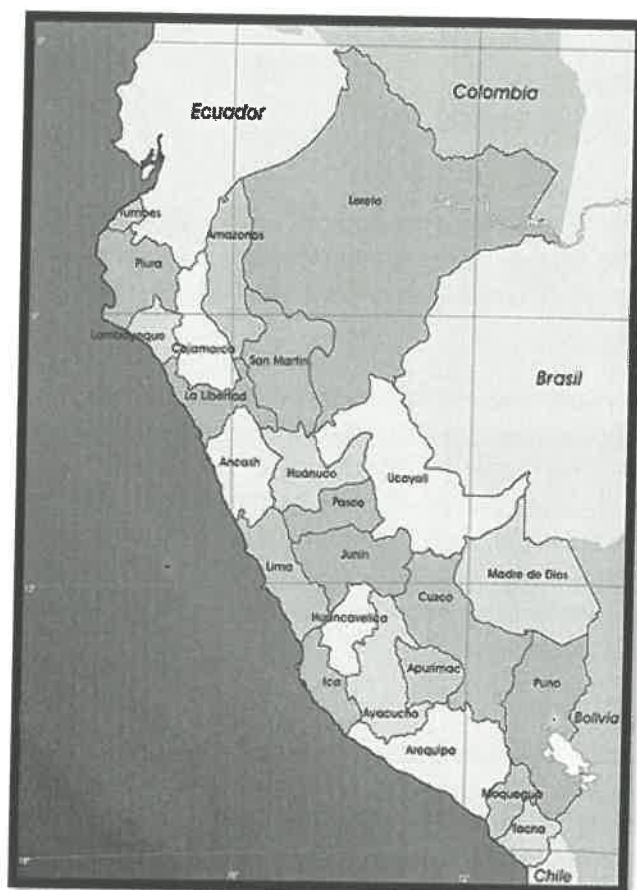 Ecuador
Colombia
Loreto
Tumbes
Amazonas
Piura
Lambayeque
Cajamarca
San Martín
Brasil
La Libertad
Ancash
Huánuco
Ucayali
Pasco
Junín
Lima
Madre de Dios
Cuzco
Huancavelica
Apurímac
Ica
Puno
Ayacucho
Bolivia
Arequipa
Moquegua
Tacna
Chile